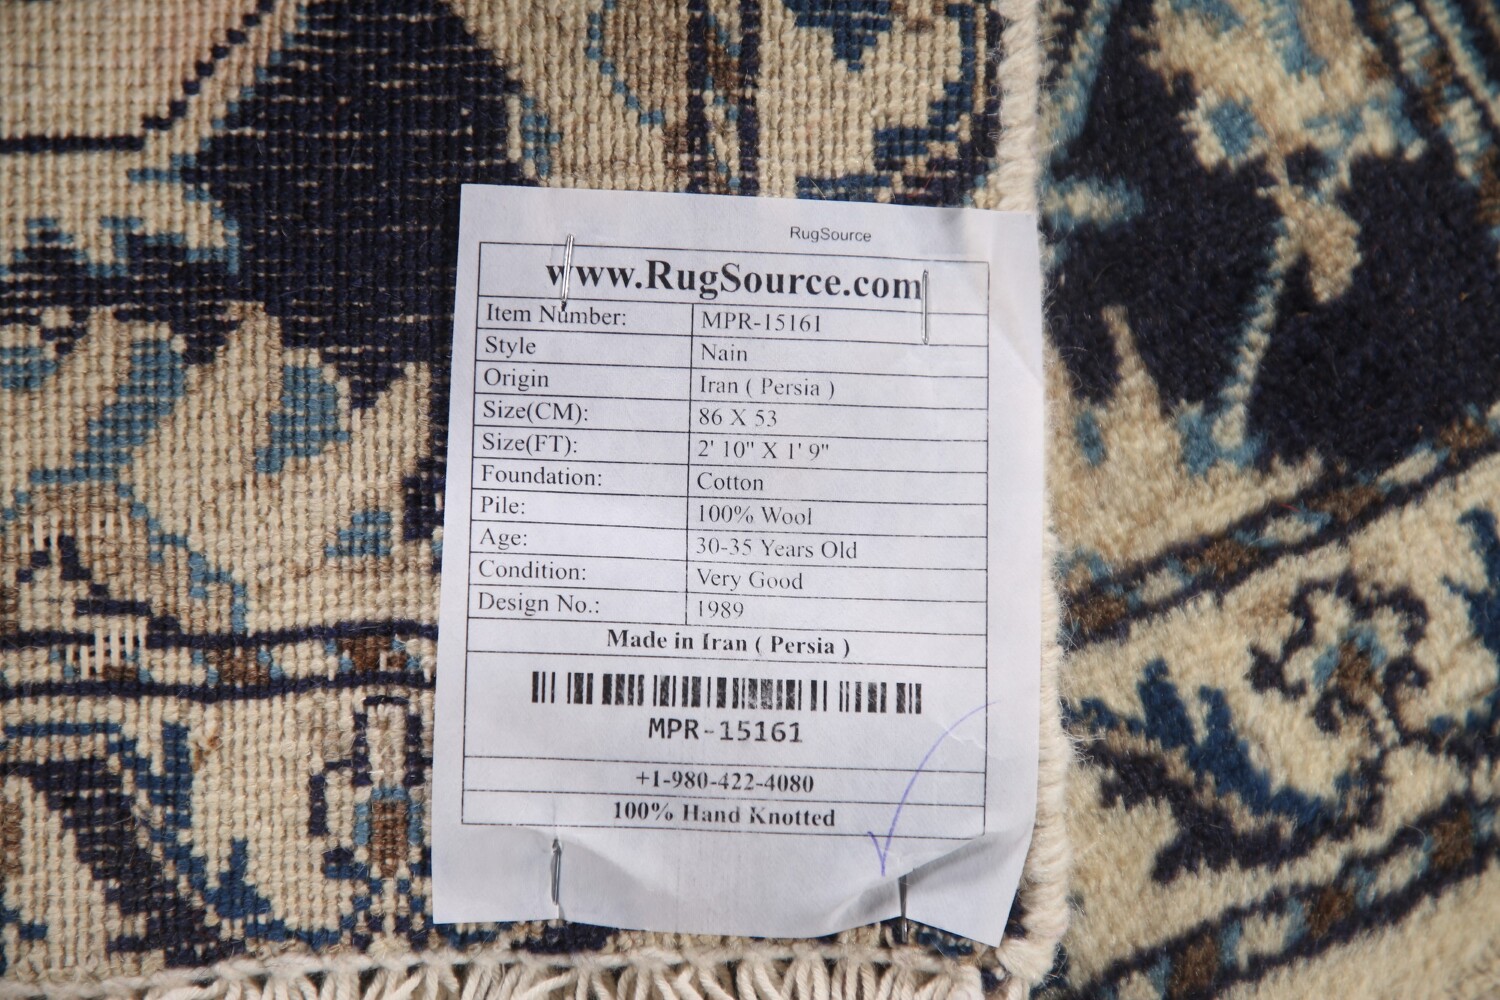 RugSource
www.RugSource.com
Item Number: MPR-15161
Style Nain
Origin Iran ( Persia )
Size(CM): 86 X 53
Size(FT): 2' 10" X 1' 9"
Foundation: Cotton
Pile: 100% Wool
Age: 30-35 Years Old
Condition: Very Good
Design No.: 1989
Made in Iran ( Persia )
MPR-15161
+1-980-422-4080
100% Hand Knotted